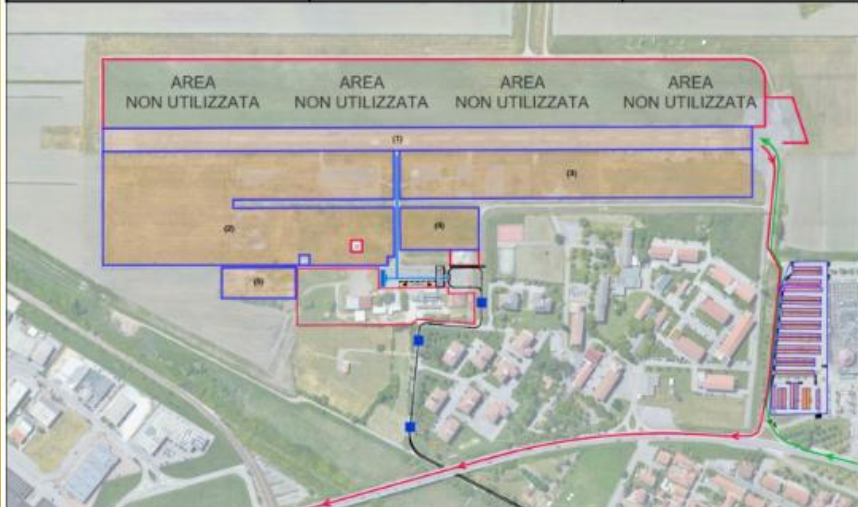 AREA
NON UTILIZZATA
AREA
NON UTILIZZATA
AREA
NON UTILIZZATA
AREA
NON UTILIZZATA
(1)
(3)
(2)
(4)
(5)